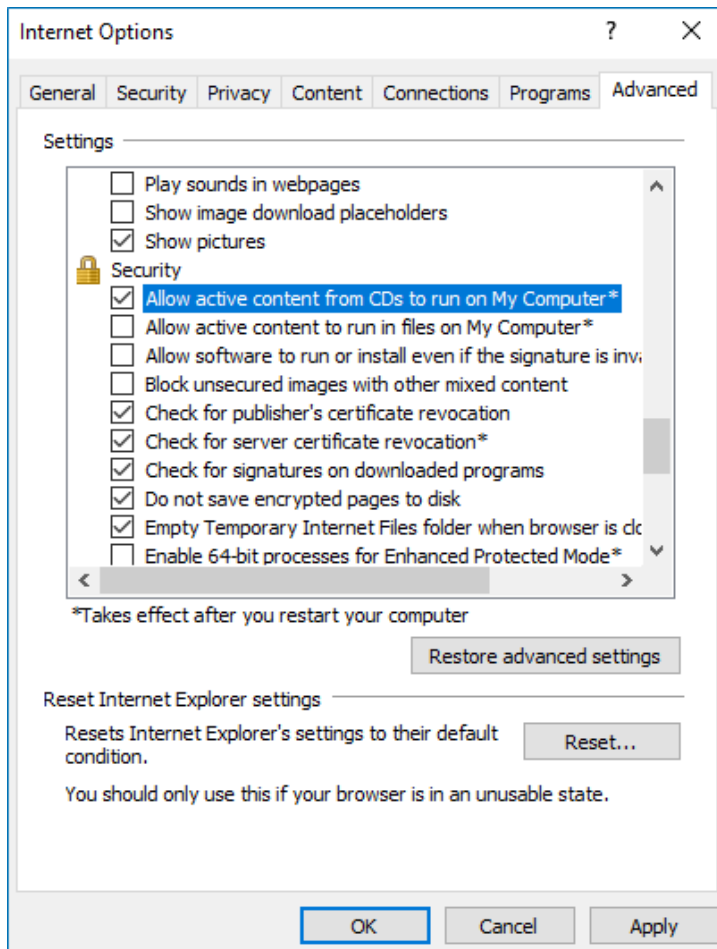 Internet Options
?
General Security Privacy Content Connections Programs Advanced
Settings
Play sounds in webpages
Show image download placeholders
Show pictures
Security
Allow active content from CDs to run on My Computer*
Allow active content to run in files on My Computer*
Allow software to run or install even if the signature is inva
Block unsecured images with other mixed content
Check for publisher's certificate revocation
Check for server certificate revocation*
Check for signatures on downloaded programs
Do not save encrypted pages to disk
Empty Temporary Internet Files folder when browser is clo
Enable 64-bit processes for Enhanced Protected Mode*
*Takes effect after you restart your computer
Restore advanced settings
Reset Internet Explorer settings
Resets Internet Explorer's settings to their default
condition.
Reset...
You should only use this if your browser is in an unusable state.
OK Cancel Apply